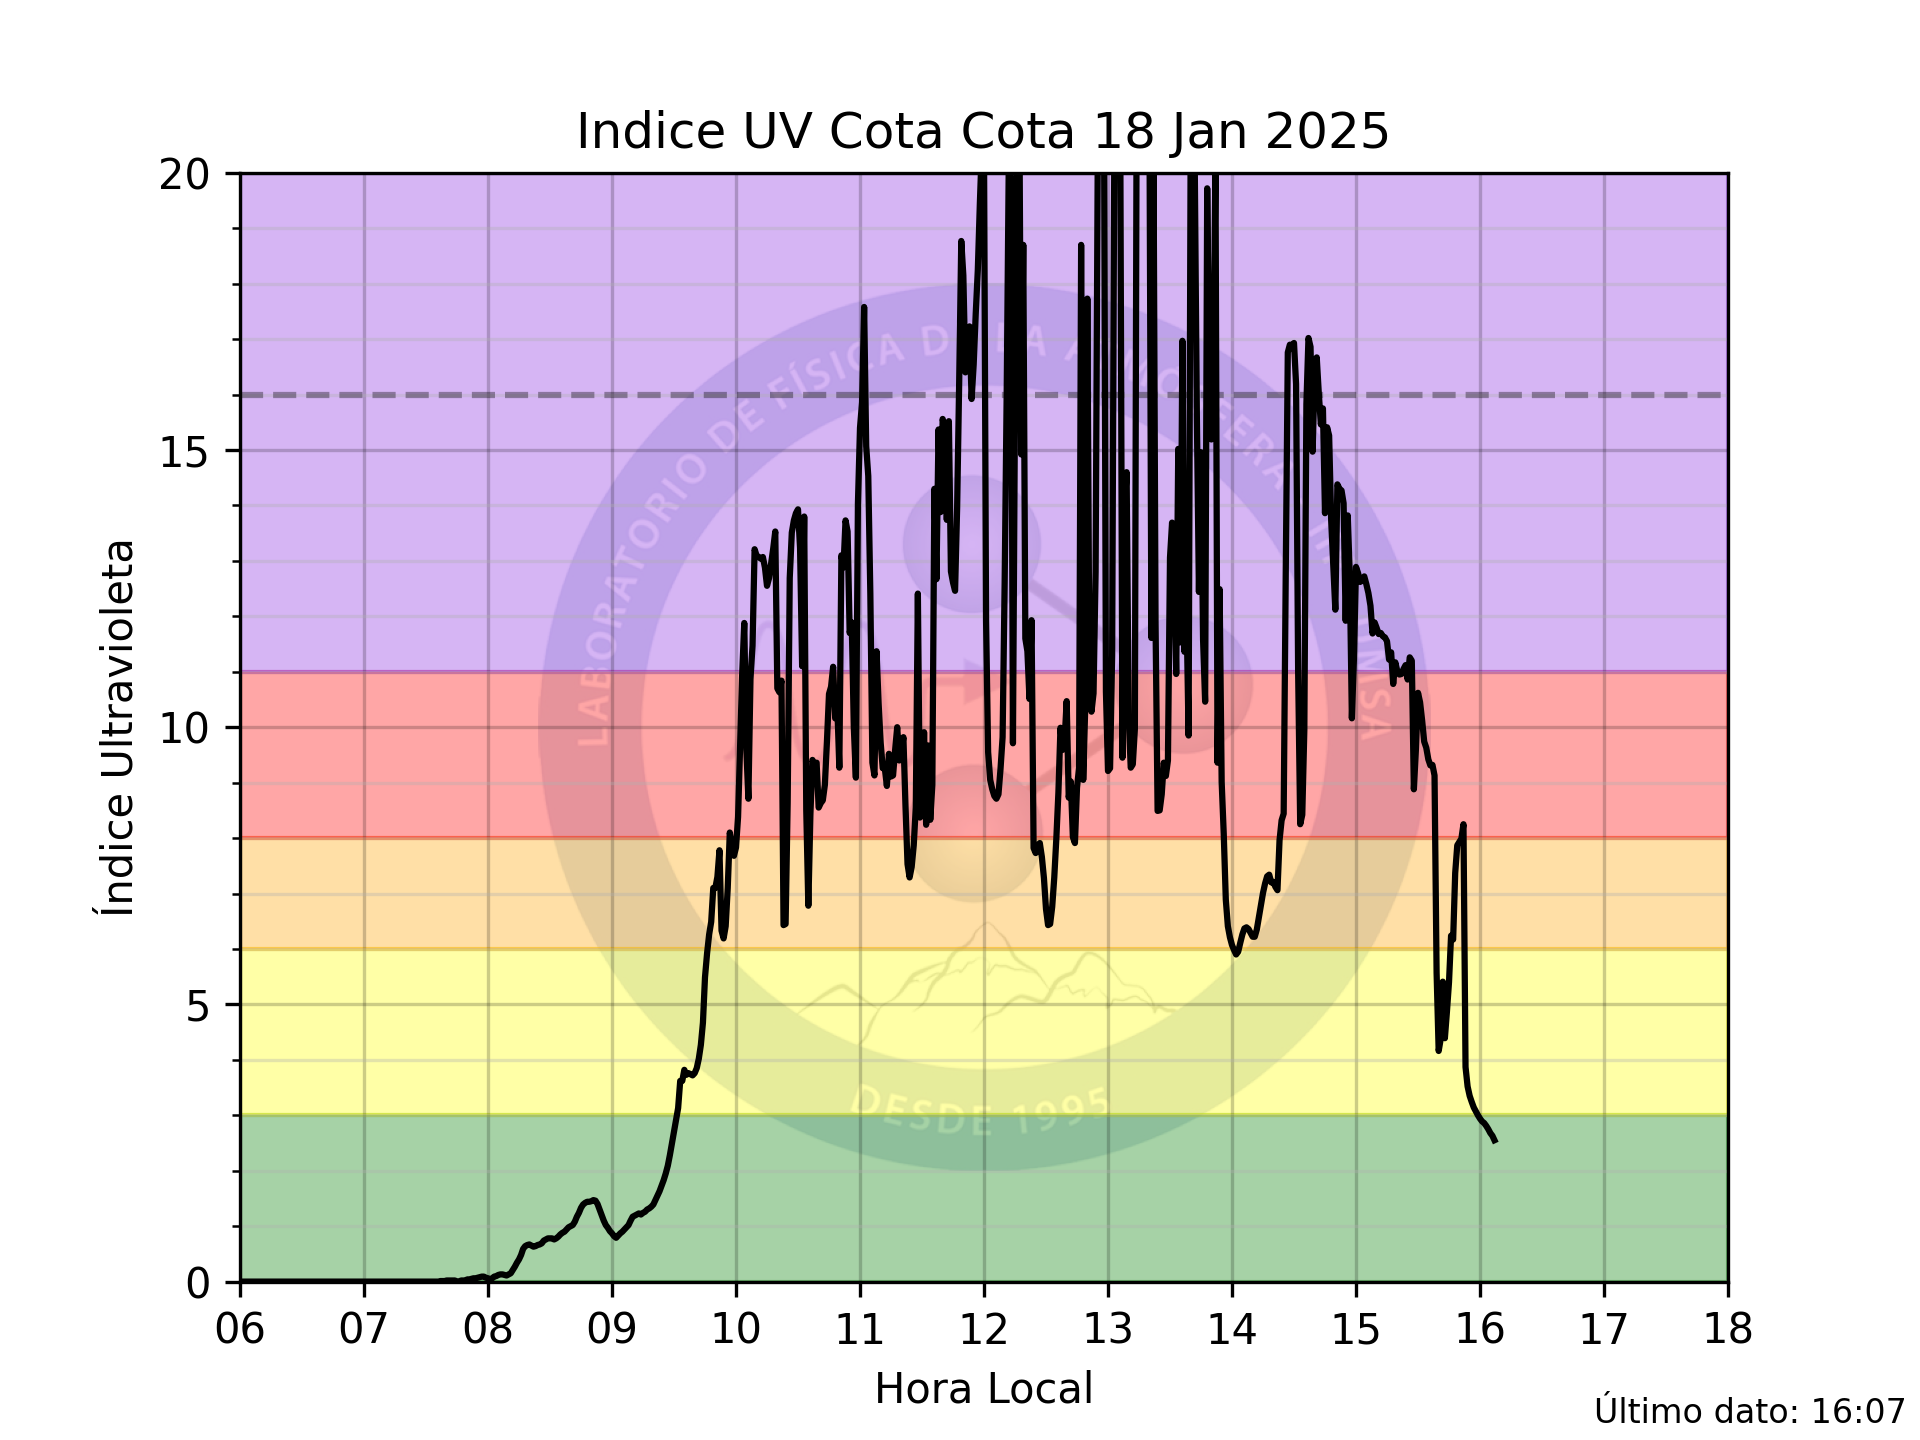 Indice UV Cota Cota 18 Jan 2025
20
15
10
5
0
Índice Ultravioleta
LABORATORIO DE FÍSICA DE LA
DESDE 1995
06 07 08 09 10 11 12 13 14 15 16 17 18
Hora Local
Último dato: 16:07